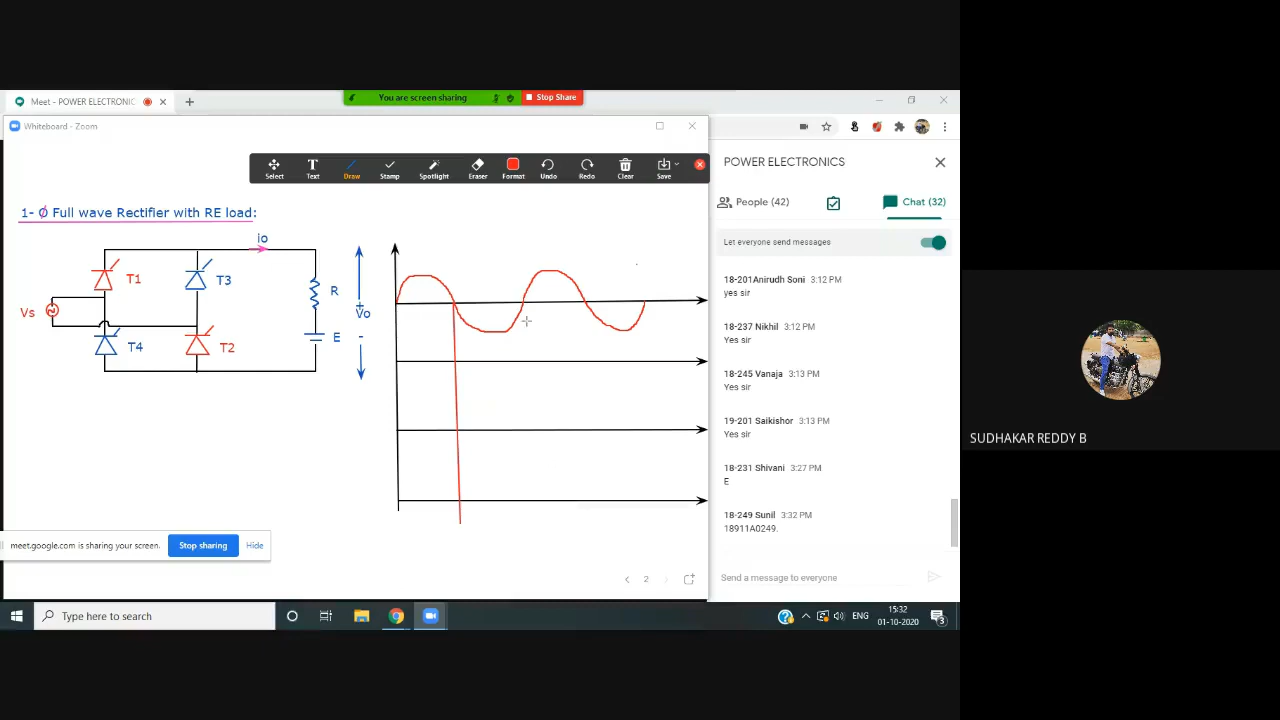 Meet - POWER ELECTRONIC
You are screen sharing
Stop Share
Whiteboard - Zoom
Select
Text
Draw
Stamp
Spotlight
Eraser
Format
Undo
Redo
Clear
Save
POWER ELECTRONICS
People (42)
Chat (32)
Let everyone send messages
1- Ø Full wave Rectifier with RE load:
io
T1
T3
R
+
Vo
-
Vs
E
T4
T2
18-201Anirudh Soni 3:12 PM
yes sir
18-237 Nikhil 3:12 PM
Yes sir
18-245 Vanaja 3:13 PM
Yes sir
19-201 Saikishor 3:13 PM
Yes sir
18-231 Shivani 3:27 PM
E
18-249 Sunil 3:32 PM
18911A0249.
Send a message to everyone
SUDHAKAR REDDY B
meet.google.com is sharing your screen.
Stop sharing
Hide
2
Type here to search
ENG
15:32
01-10-2020
3